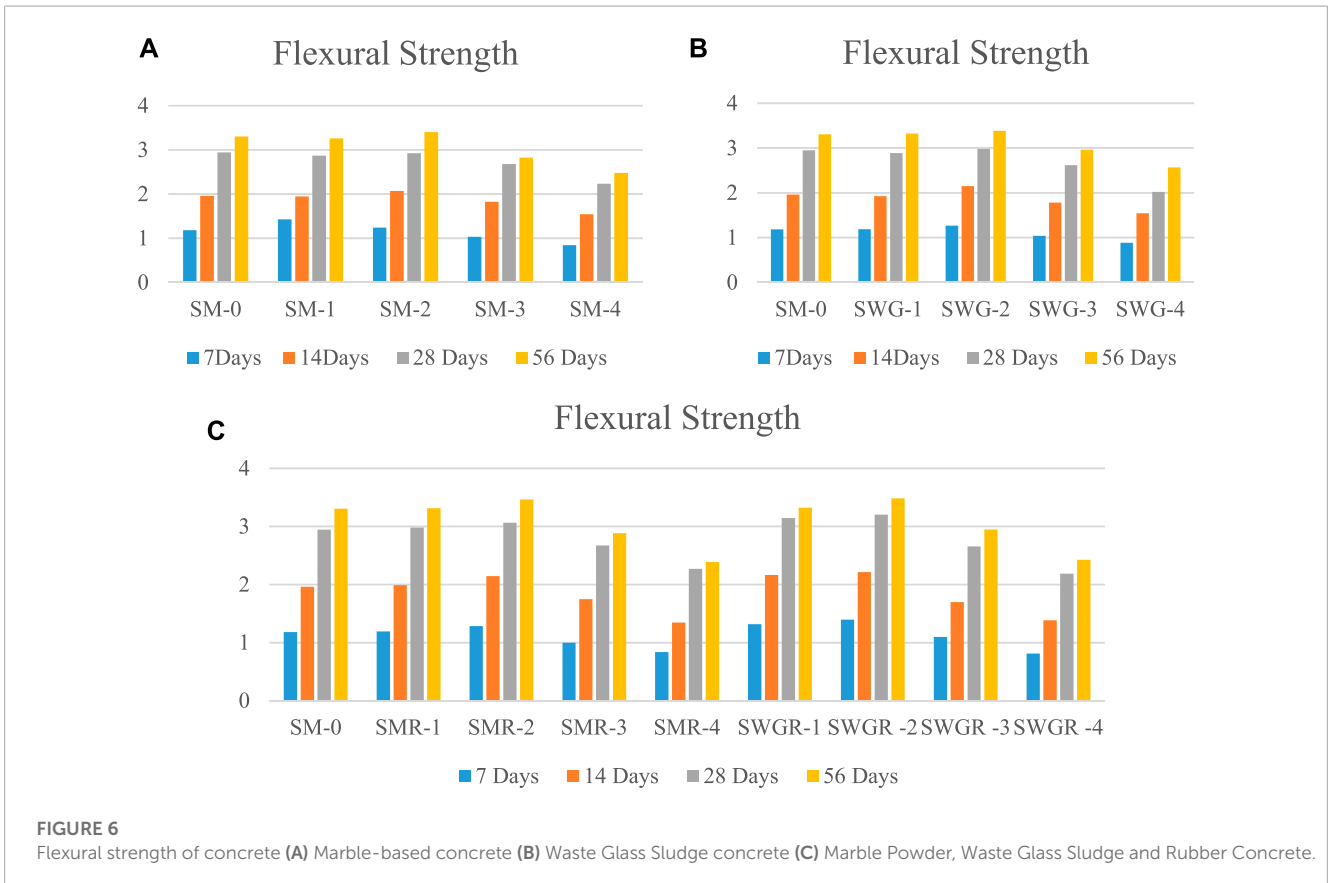 A
Flexural Strength
4
3
2
1
0
SM-0 SM-1 SM-2 SM-3 SM-4
7Days 14Days 28 Days 56 Days
B
Flexural Strength
4
3
2
1
0
SM-0 SWG-1 SWG-2 SWG-3 SWG-4
7Days 14Days 28 Days 56 Days
C
Flexural Strength
4
3
2
1
0
SM-0 SMR-1 SMR-2 SMR-3 SMR-4 SWGR-1 SWGR -2 SWGR -3 SWGR -4
7 Days 14 Days 28 Days 56 Days
FIGURE 6
Flexural strength of concrete (A) Marble-based concrete (B) Waste Glass Sludge concrete (C) Marble Powder, Waste Glass Sludge and Rubber Concrete.